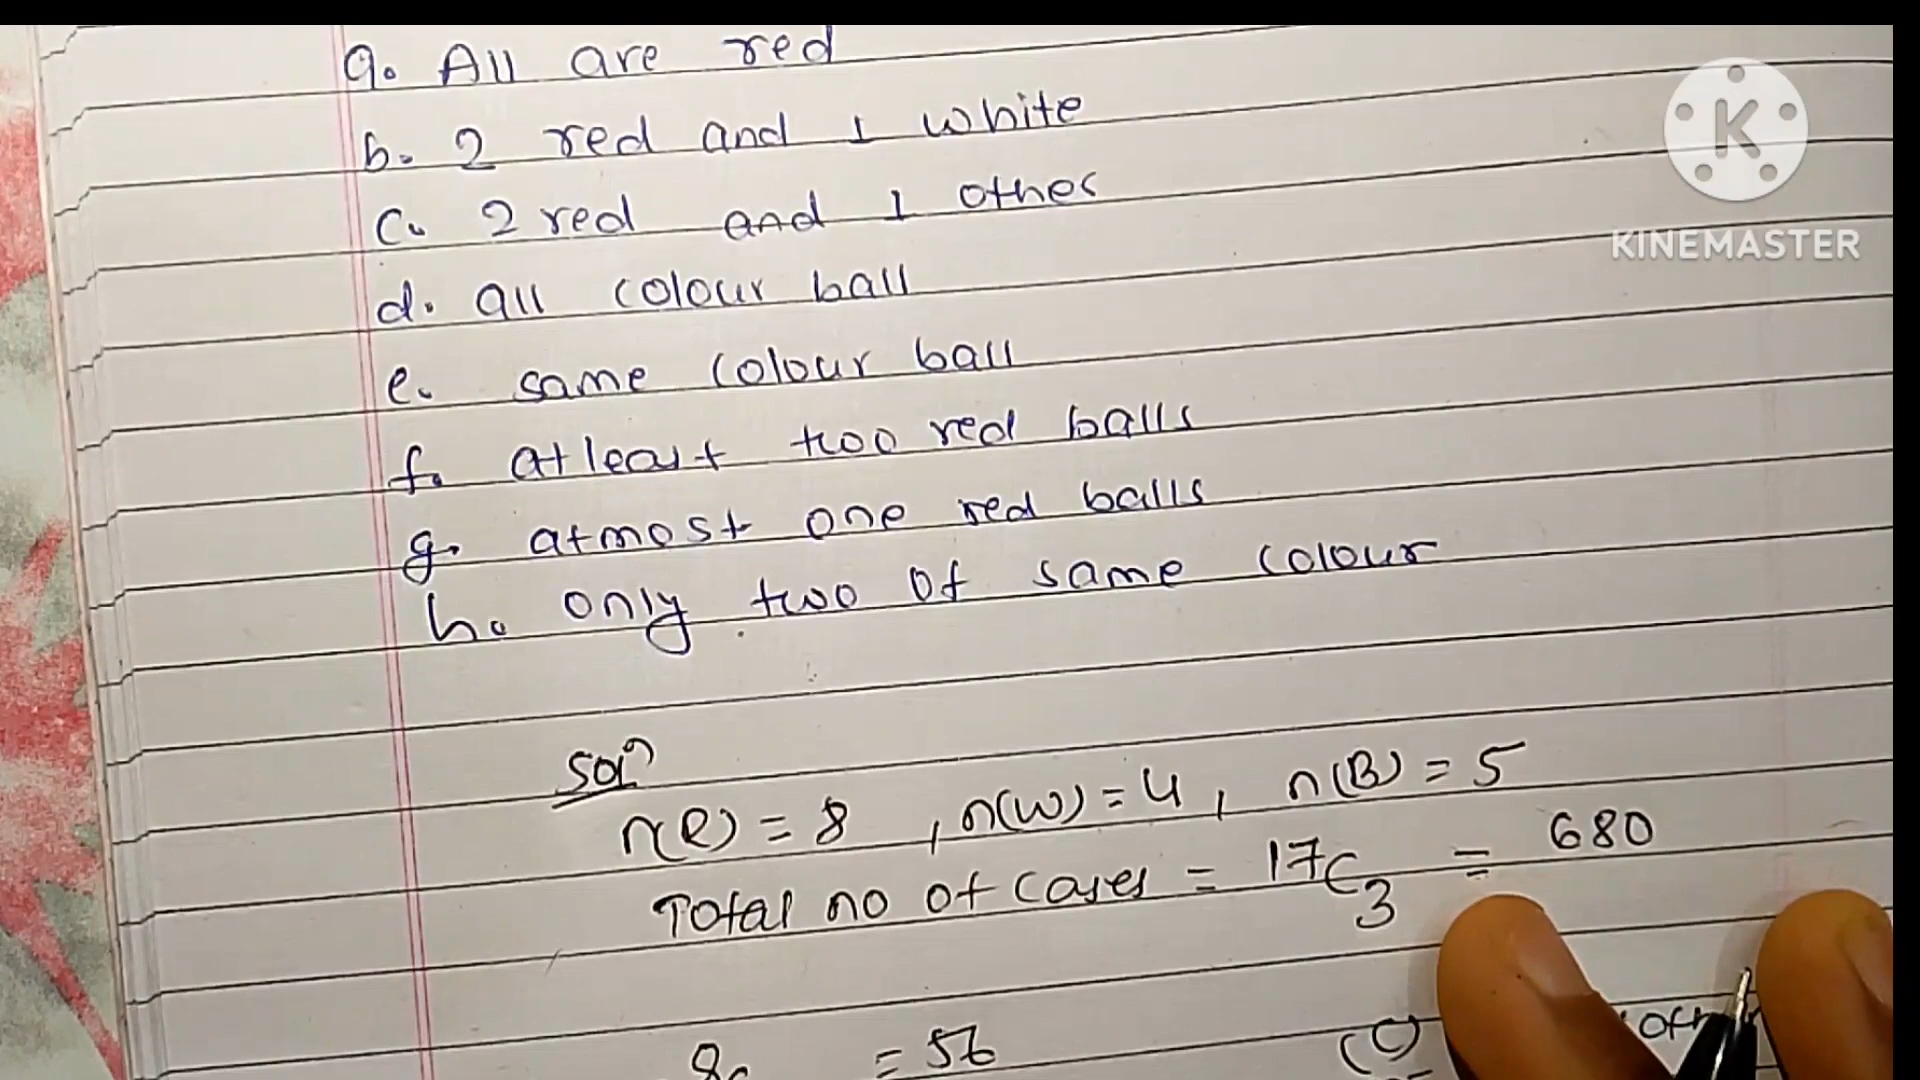 a. All are red
b. 2 red and 1 white
c. 2 red and 1 other
d. all colour ball
e. same colour ball
f. atleast two red balls
g. atmost one red balls
h. only two of same colour
K
KINEMASTER
Solⁿ
n(R) = 8 , n(W) = 4 , n(B) = 5
Total no of cases = 17C3 = 680
= 56
(C)